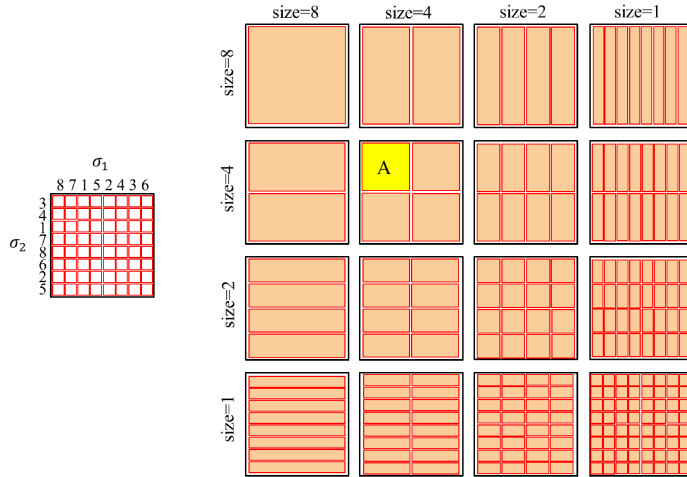 size=8 size=4 size=2 size=1
size=8
size=4
A
size=2
size=1
σ1
8 7 1 5 2 4 3 6
σ2
3
4
1
7
8
6
2
5